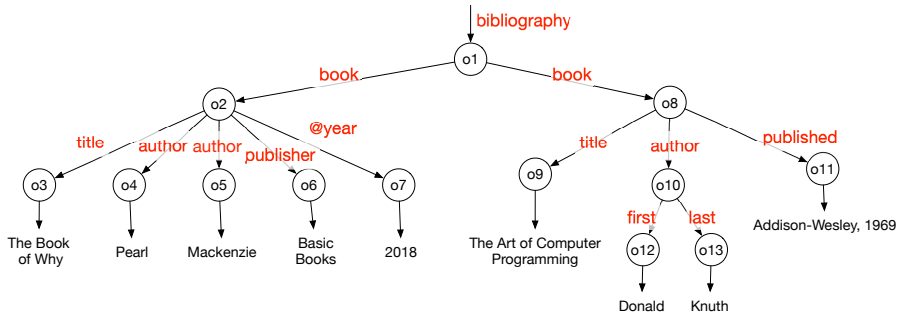 bibliography
o1
book
book
o2
o8
@year
title
author
author
publisher
title
author
published
o3
o4
o5
o6
o7
o9
o10
o11
first
last
The Book
of Why
Pearl
Mackenzie
Basic
Books
2018
The Art of Computer
Programming
o12
o13
Addison-Wesley, 1969
Donald
Knuth